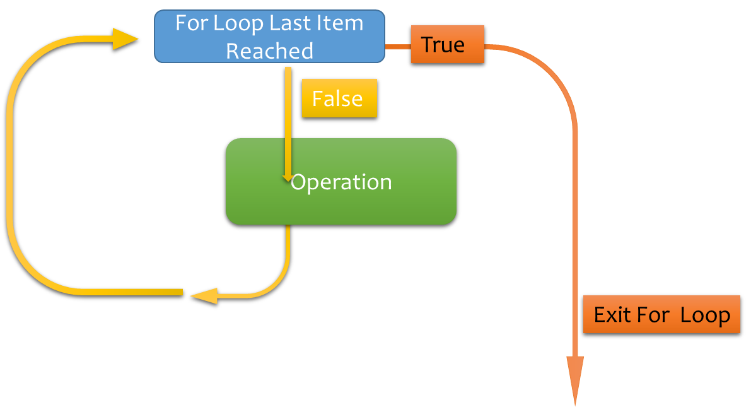 For Loop Last Item
Reached
True
False
Operation
Exit For Loop